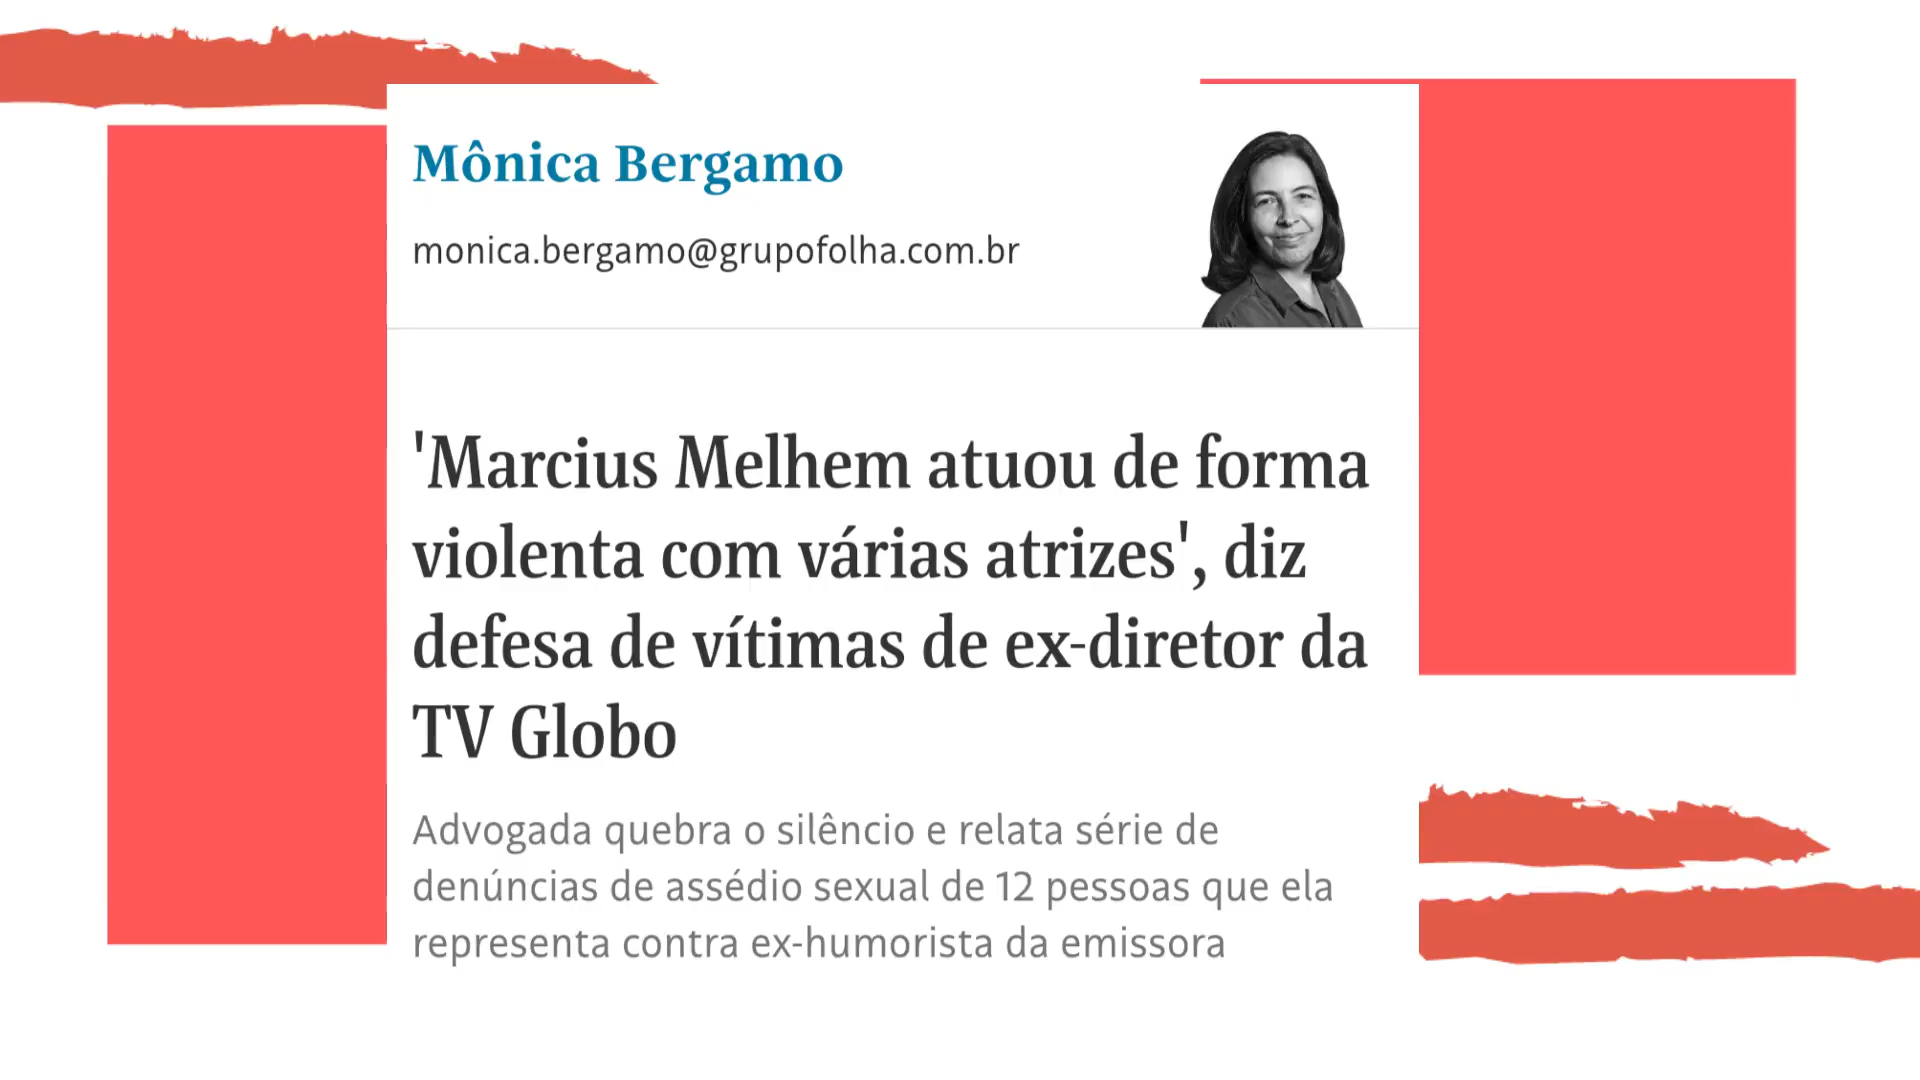 Mônica Bergamo
monica.bergamo@grupofolha.com.br
'Marcius Melhem atuou de forma
violenta com várias atrizes', diz
defesa de vítimas de ex-diretor da
TV Globo
Advogada quebra o silêncio e relata série de
denúncias de assédio sexual de 12 pessoas que ela
representa contra ex-humorista da emissora